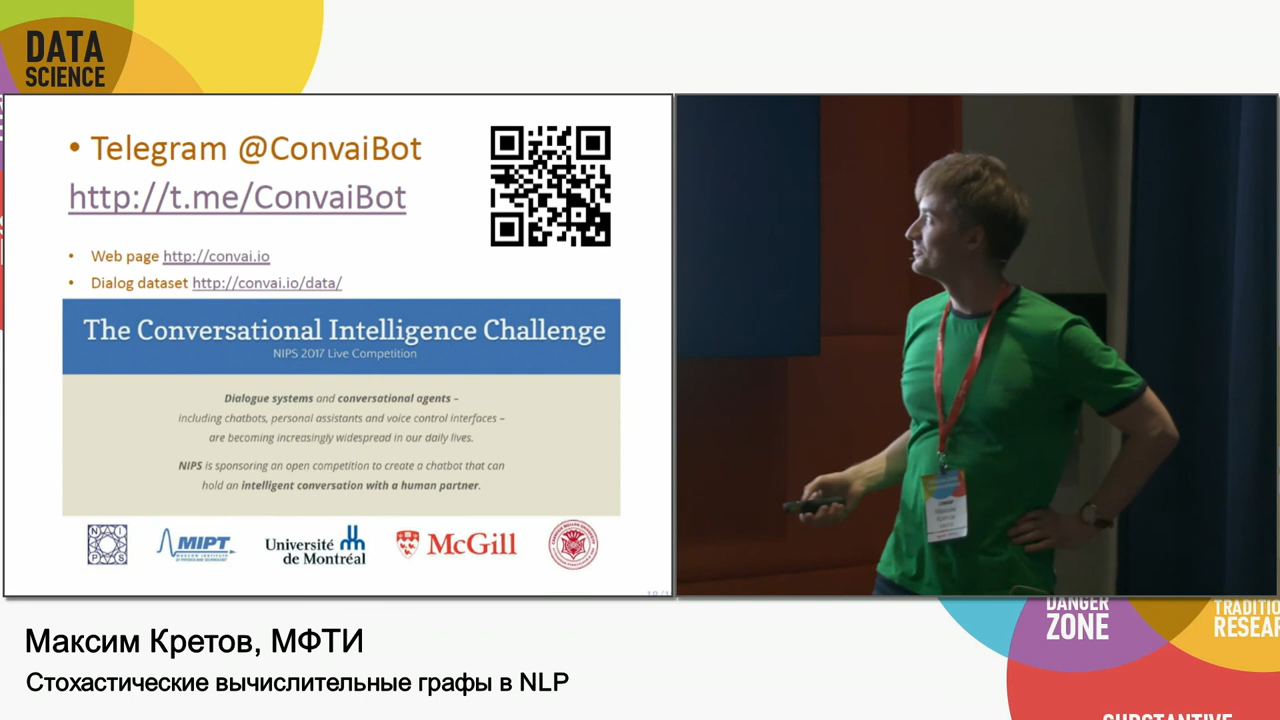 DATA
SCIENCE
• Telegram @ConvaiBot
http://t.me/ConvaiBot
• Web page http://convai.io
• Dialog dataset http://convai.io/data/
The Conversational Intelligence Challenge
NIPS 2017 Live Competition
Dialogue systems and conversational agents –
including chatbots, personal assistants and voice control interfaces –
are becoming increasingly widespread in our daily lives.
NIPS is sponsoring an open competition to create a chatbot that can
hold an intelligent conversation with a human partner.
MIPT
Université
de Montréal
McGill
DANGER
ZONE
Максим Кретов, МФТИ
Стохастические вычислительные графы в NLP